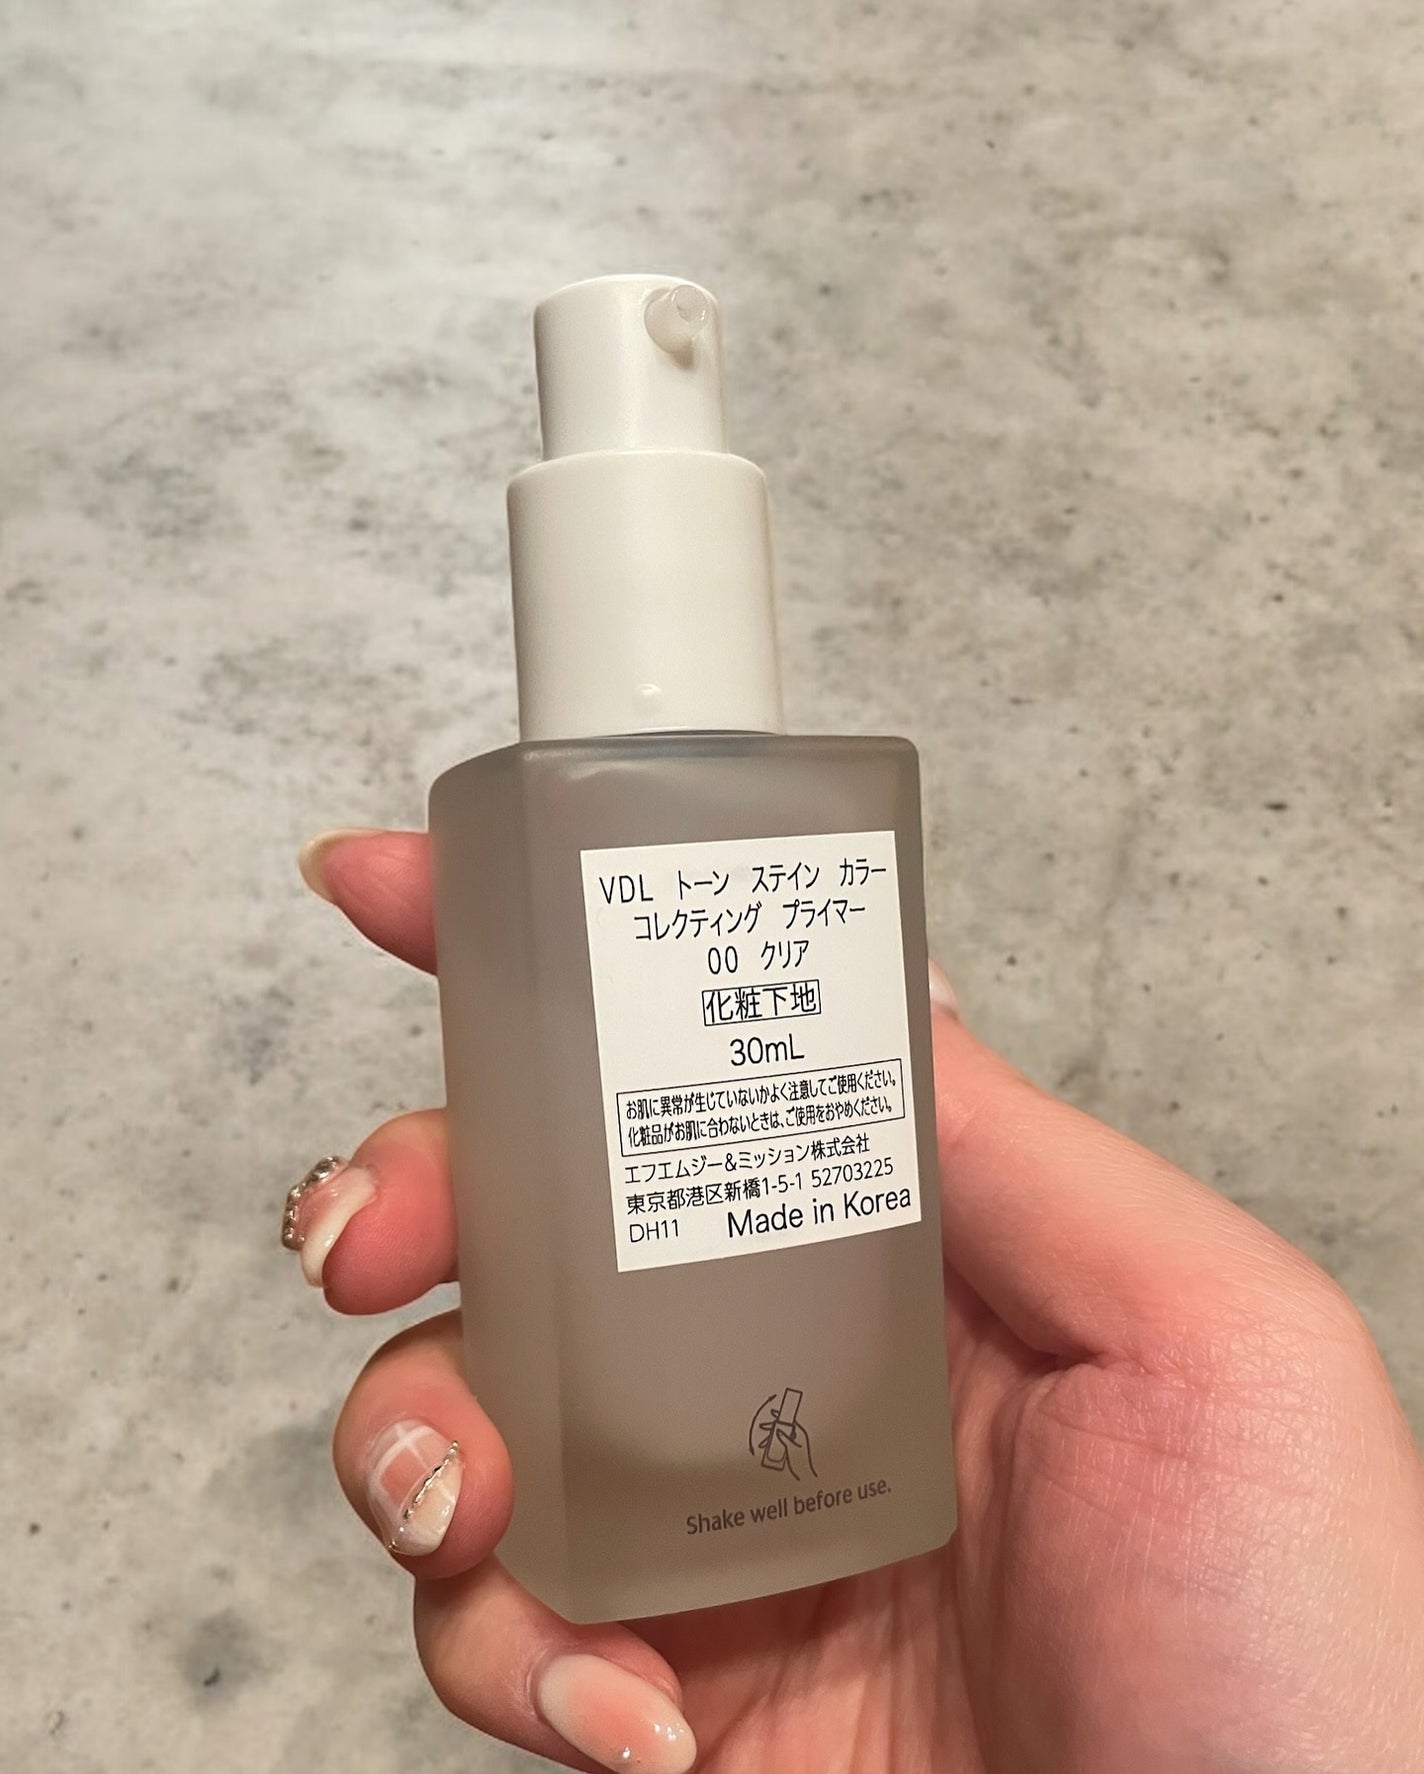 VDL トーン ステイン カラー
コレクティング プライマー
00 クリア
化粧下地
30mL
お肌に異常が生じていないかよく注意してご使用ください。
化粧品がお肌に合わないときは、ご使用をおやめください。
エフエムジー&ミッション株式会社
東京都港区新橋1-5-1 52703225
DH11 Made in Korea
Shake well before use.